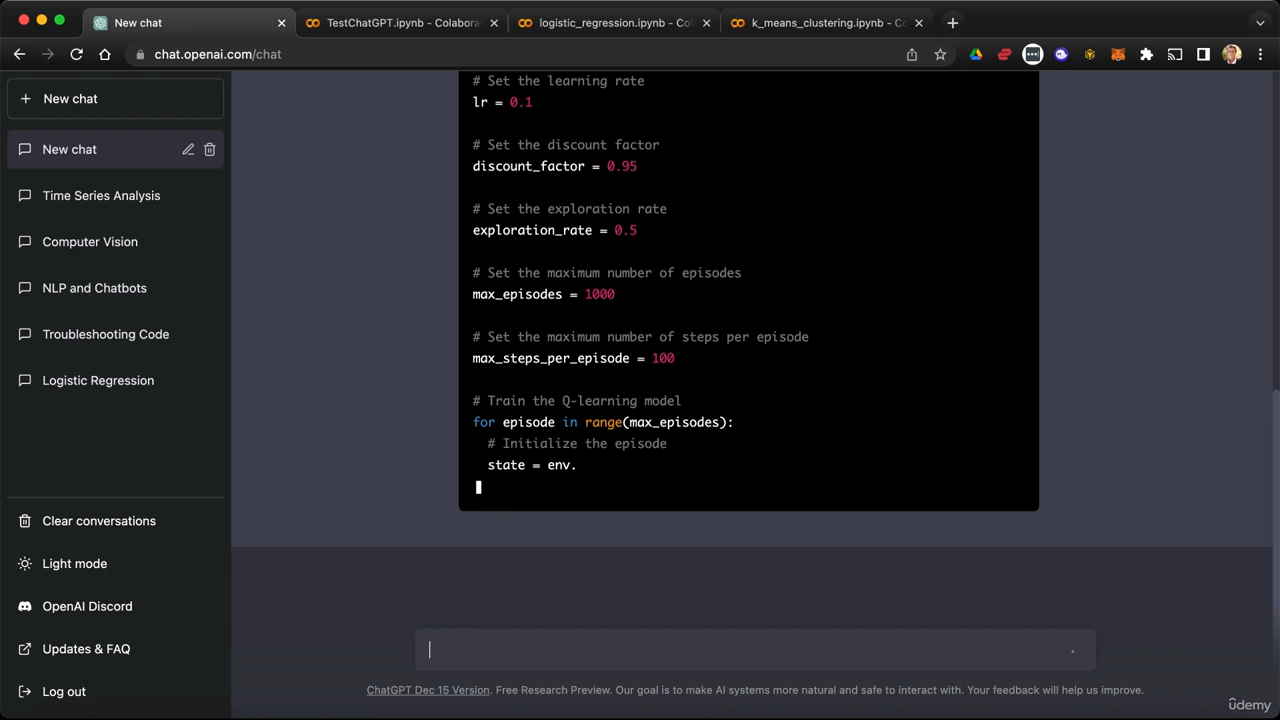 New chat
TestChatGPT.ipynb - Colabora
logistic_regression.ipynb - Co
k_means_clustering.ipynb - Co
chat.openai.com/chat
New chat
New chat
Time Series Analysis
Computer Vision
NLP and Chatbots
Troubleshooting Code
Logistic Regression
Clear conversations
Light mode
OpenAI Discord
Updates & FAQ
Log out
# Set the learning rate
lr = 0.1
# Set the discount factor
discount_factor = 0.95
# Set the exploration rate
exploration_rate = 0.5
# Set the maximum number of episodes
max_episodes = 1000
# Set the maximum number of steps per episode
max_steps_per_episode = 100
# Train the Q-learning model
for episode in range(max_episodes):
# Initialize the episode
state = env.
ChatGPT Dec 15 Version. Free Research Preview. Our goal is to make AI systems more natural and safe to interact with. Your feedback will help us improve.
ûdemy